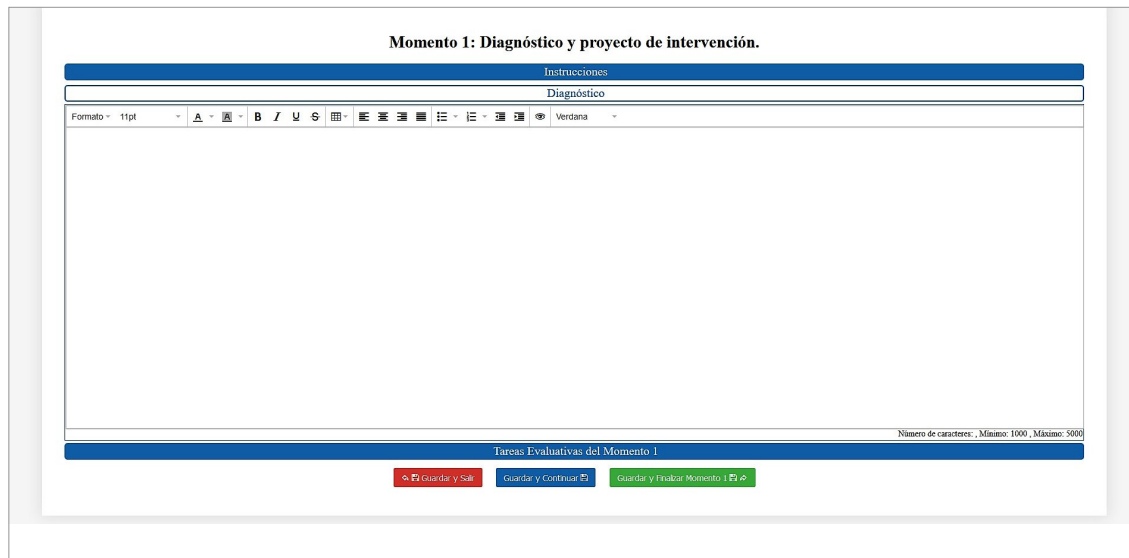 Momento 1: Diagnóstico y proyecto de intervención.
Instrucciones
Diagnóstico
Formato 11pt A A B I U S Verdana
Número de caracteres: , Mínimo: 1000 , Máximo: 5000
Tareas Evaluativas del Momento 1
Guardar y Salir Guardar y Continuar Guardar y Finalizar Momento 1